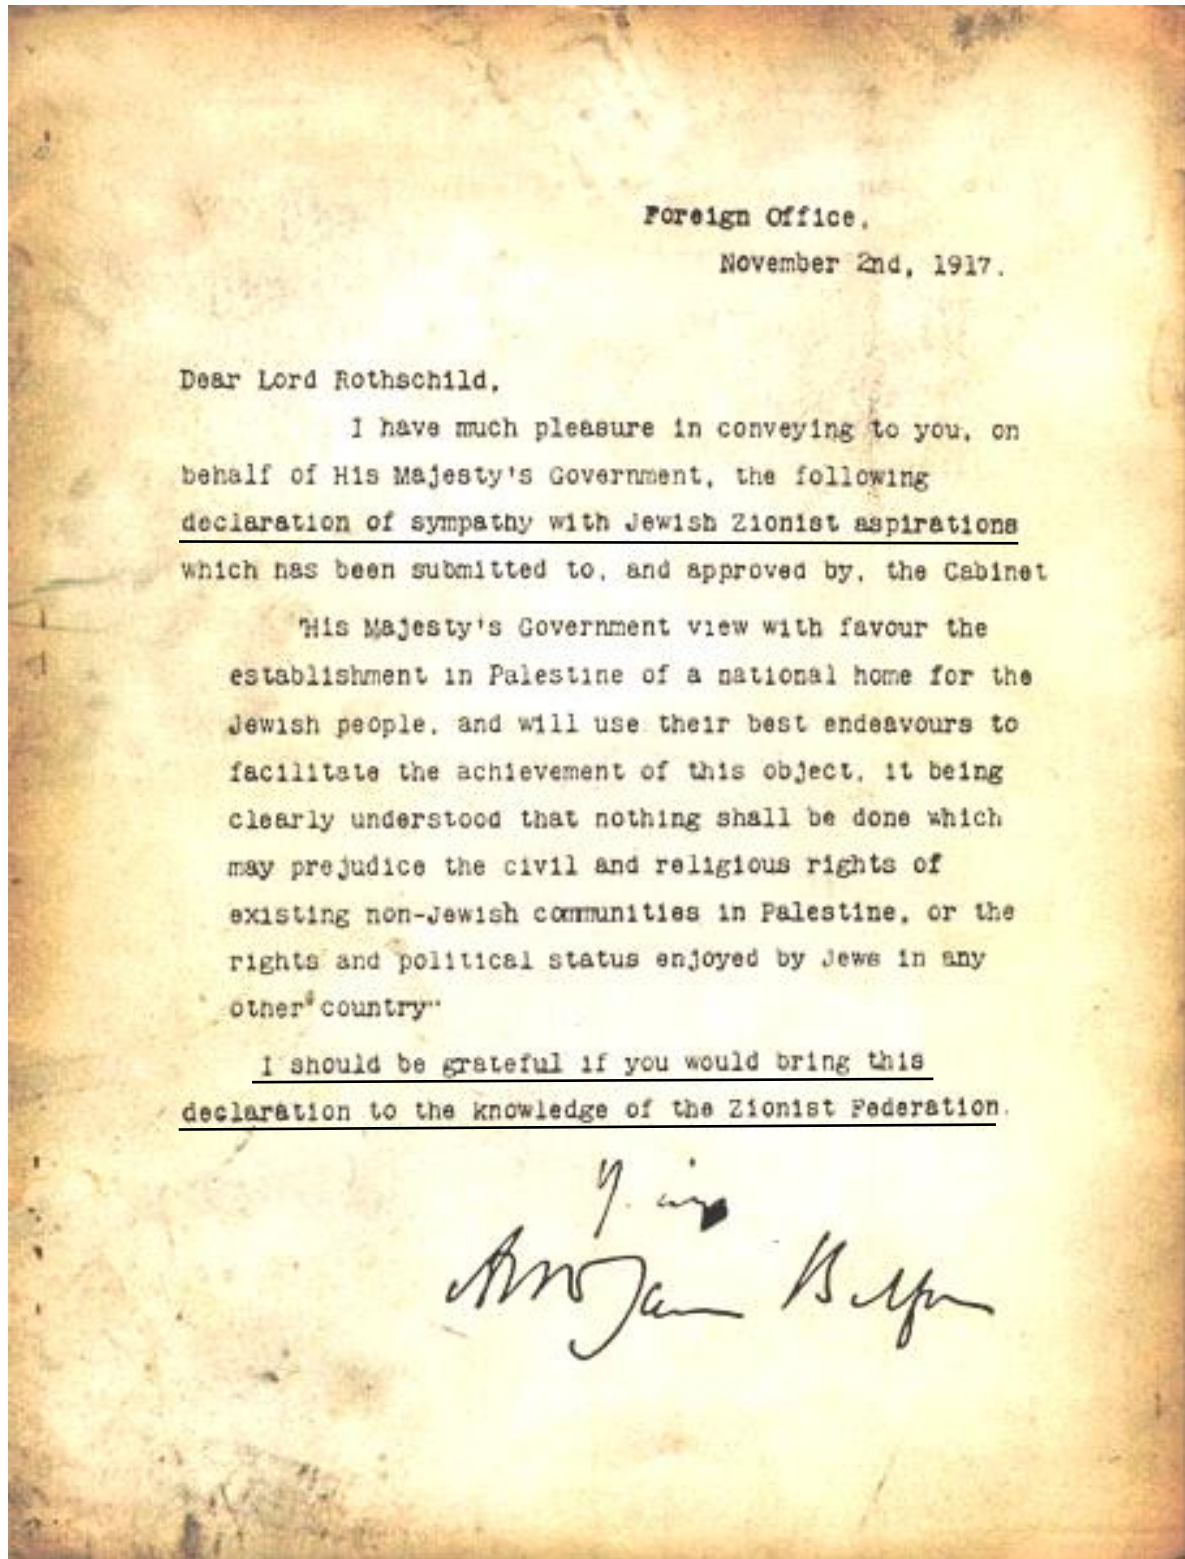 Foreign Office,
November 2nd, 1917.
Dear Lord Rothschild,
I have much pleasure in conveying to you, on
behalf of His Majesty's Government, the following
declaration of sympathy with Jewish Zionist aspirations
which has been submitted to, and approved by, the Cabinet
"His Majesty's Government view with favour the
establishment in Palestine of a national home for the
Jewish people, and will use their best endeavours to
facilitate the achievement of this object, it being
clearly understood that nothing shall be done which
may prejudice the civil and religious rights of
existing non-Jewish communities in Palestine, or the
rights and political status enjoyed by Jews in any
other country"
I should be grateful if you would bring this
declaration to the knowledge of the Zionist Federation.
Arthur James Balfour